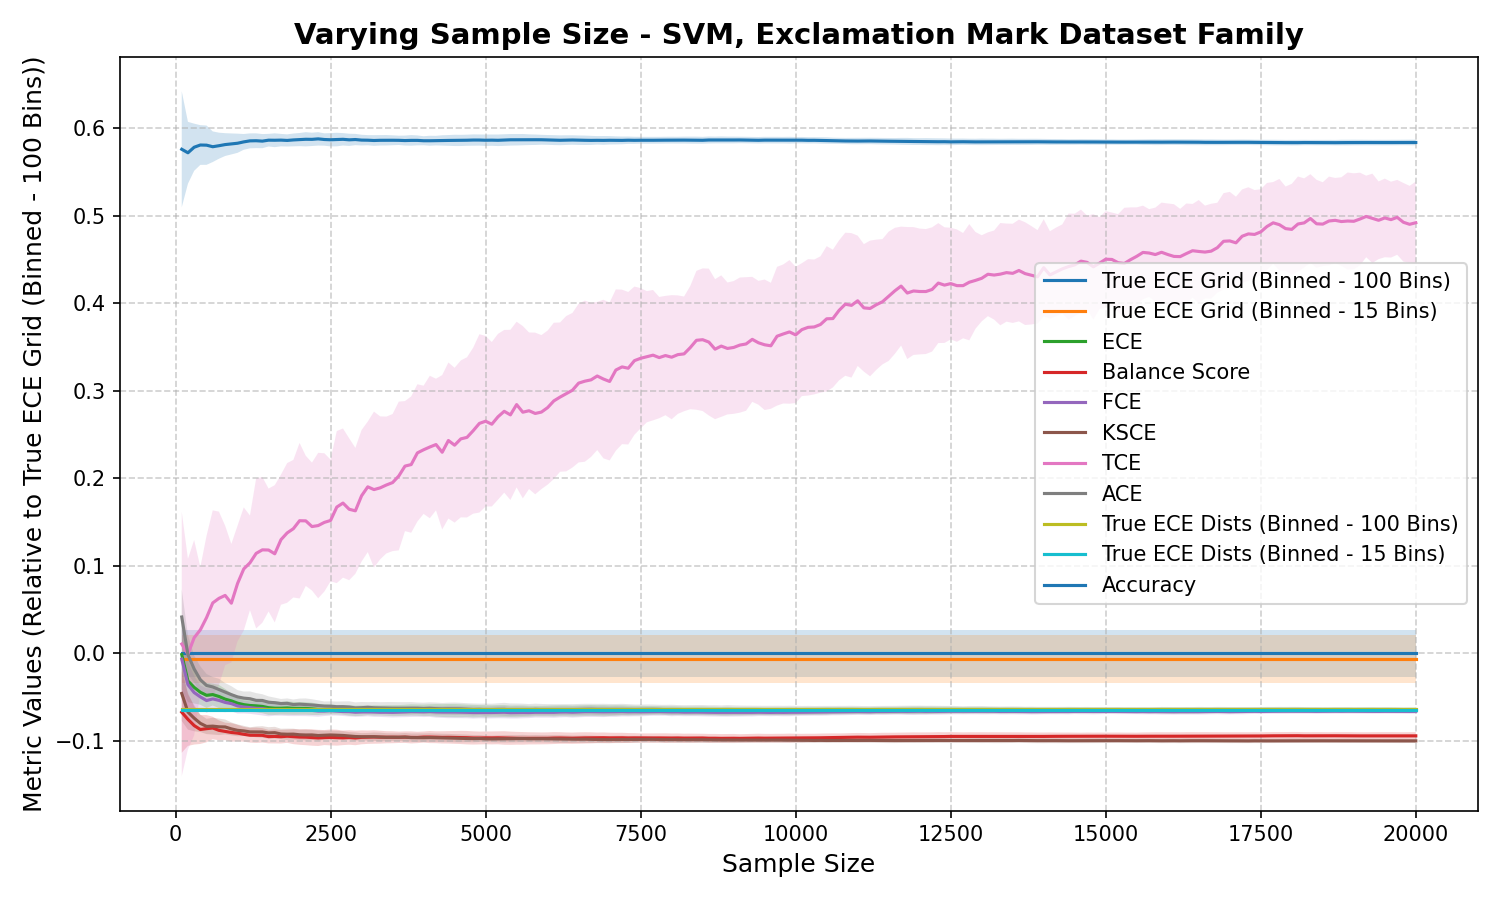 Varying Sample Size - SVM, Exclamation Mark Dataset Family
Metric Values (Relative to True ECE Grid (Binned - 100 Bins))
0.6
0.5
0.4
0.3
0.2
0.1
0.0
−0.1
True ECE Grid (Binned - 100 Bins)
True ECE Grid (Binned - 15 Bins)
ECE
Balance Score
FCE
KSCE
TCE
ACE
True ECE Dists (Binned - 100 Bins)
True ECE Dists (Binned - 15 Bins)
Accuracy
0
2500
5000
7500
10000
12500
15000
17500
20000
Sample Size